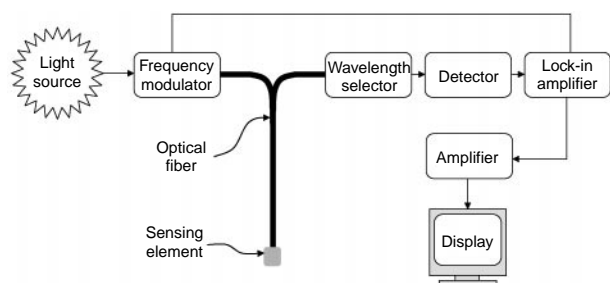 Light
source
Frequency
modulator
Wavelength
selector
Detector
Lock-in
amplifier
Optical
fiber
Amplifier
Sensing
element
Display